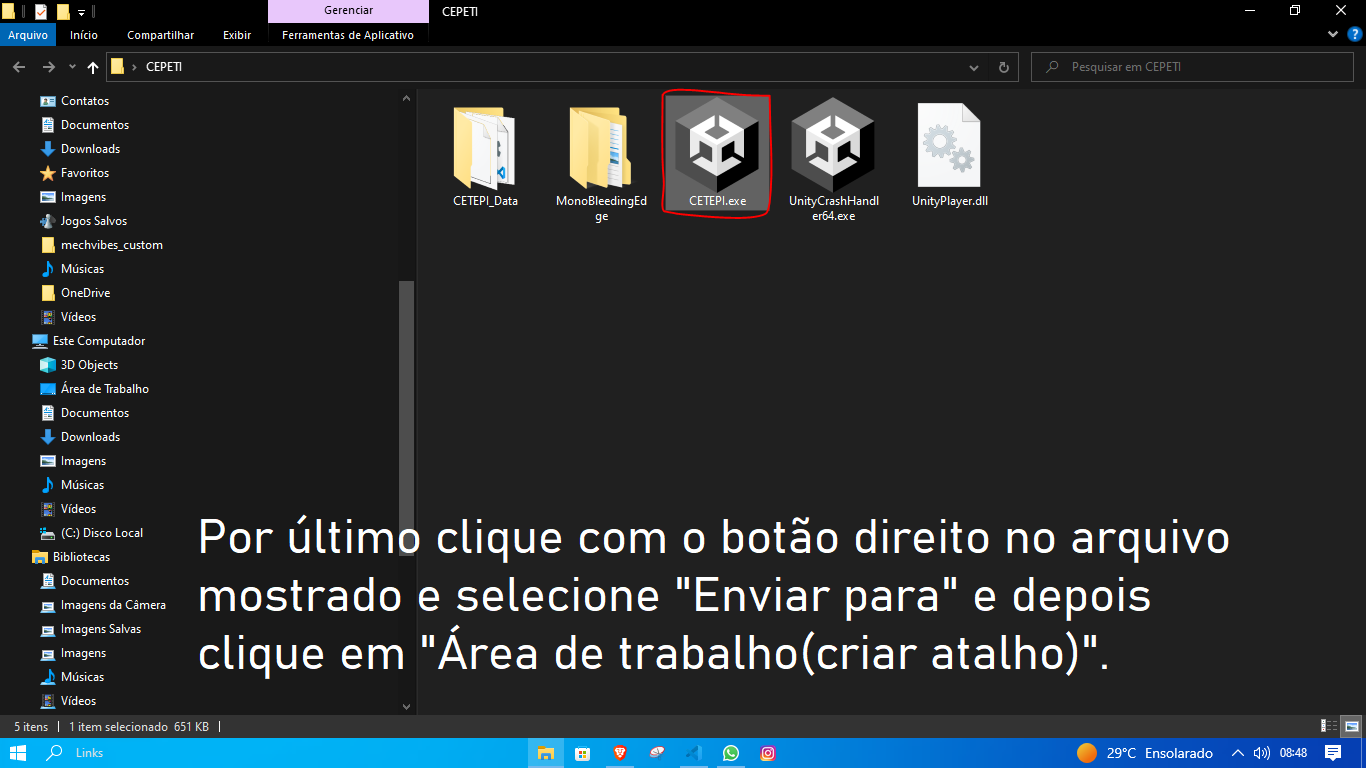 Gerenciar
CEPETI
Arquivo
Início
Compartilhar
Exibir
Ferramentas de Aplicativo
CEPETI
Pesquisar em CEPETI
Contatos
Documentos
Downloads
Favoritos
Imagens
Jogos Salvos
mechvibes_custom
Músicas
OneDrive
Vídeos
Este Computador
3D Objects
Área de Trabalho
Documentos
Downloads
Imagens
Músicas
Vídeos
(C:) Disco Local
Bibliotecas
Documentos
Imagens da Câmera
Imagens Salvas
Imagens
Músicas
Vídeos
CETEPI_Data
MonoBleedingEd
ge
CETEPI.exe
UnityCrashHandl
er64.exe
UnityPlayer.dll
Por último clique com o botão direito no arquivo
mostrado e selecione "Enviar para" e depois
clique em "Área de trabalho(criar atalho)".
5 itens
1 item selecionado 651 KB
Links
29°C Ensolarado
08:48